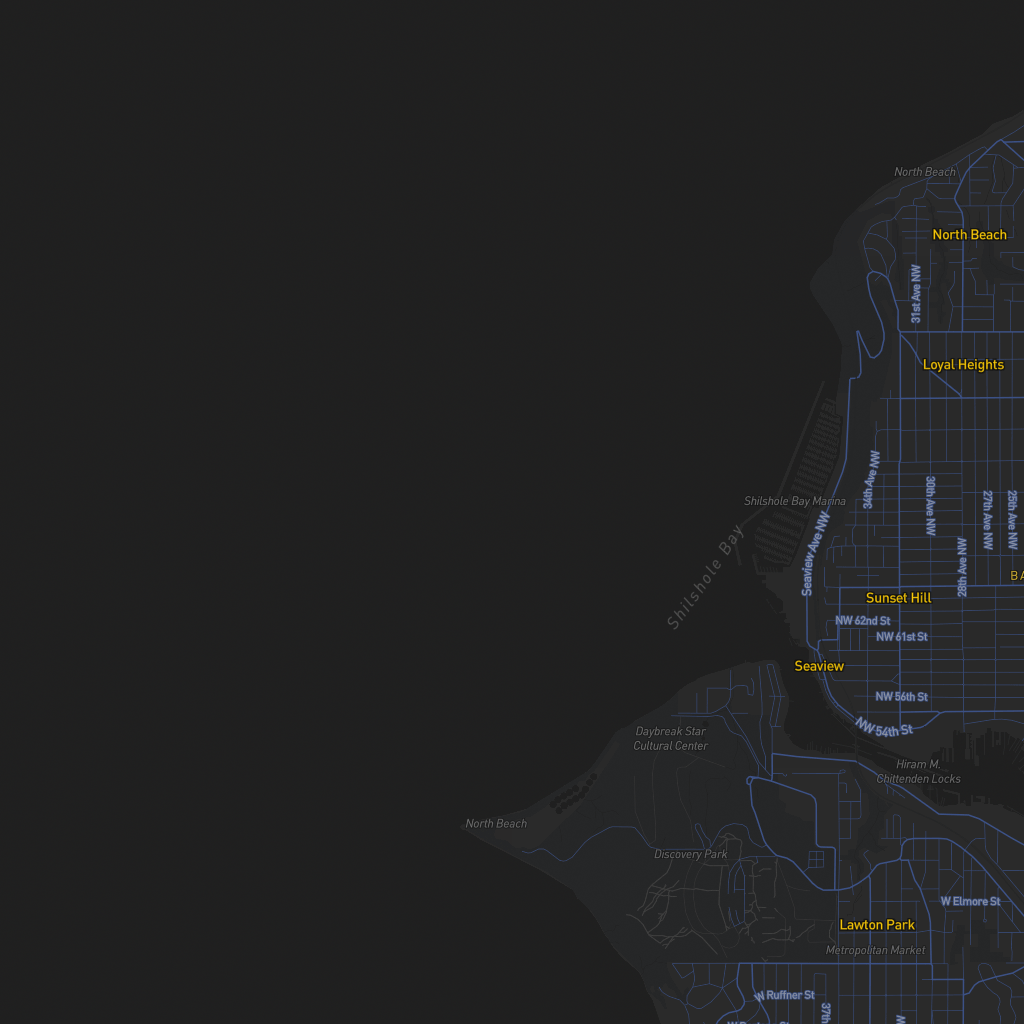 North Beach
North Beach
31st Ave NW
Loyal Heights
34th Ave NW
30th Ave NW
27th Ave NW
25th Ave NW
Shilshole Bay Marina
Seaview Ave NW
28th Ave NW
Shilshole Bay
BA
Sunset Hill
NW 62nd St
NW 61st St
Seaview
NW 56th St
NW 54th St
Daybreak Star
Cultural Center
Hiram M.
Chittenden Locks
North Beach
Discovery Park
W Elmore St
Lawton Park
Metropolitan Market
W Ruffner St
37th
W